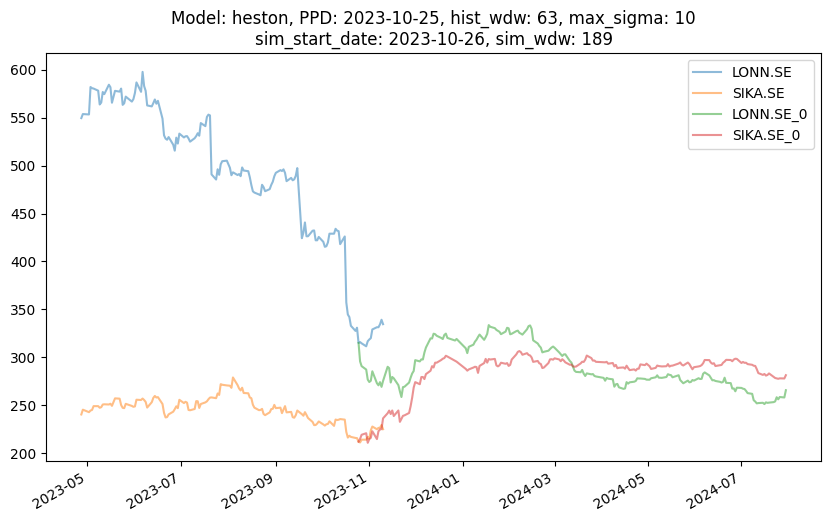 Model: heston, PPD: 2023-10-25, hist_wdw: 63, max_sigma: 10
sim_start_date: 2023-10-26, sim_wdw: 189
LONN.SE
SIKA.SE
LONN.SE_0
SIKA.SE_0
600
550
500
450
400
350
300
250
200
2023-05
2023-07
2023-09
2023-11
2024-01
2024-03
2024-05
2024-07